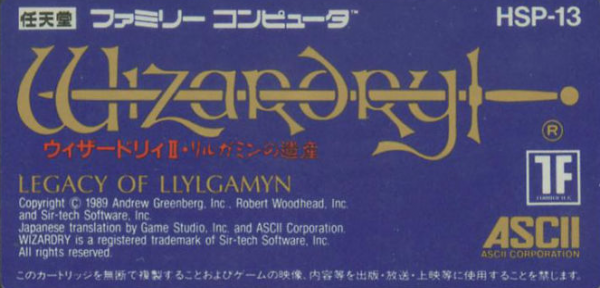 任天堂 ファミリー コンピュータ™ HSP-13
Wizardry
®
ウィザードリィII・リルガミンの遺産
LEGACY OF LLYLGAMYN
Copyright © 1989 Andrew Greenberg, Inc., Robert Woodhead, Inc.
and Sir-tech Software, Inc.
Japanese translation by Game Studio, Inc. and ASCII Corporation.
WIZARDRY is a registered trademark of Sir-tech Software, Inc.
All rights reserved.
1F
ASCII
ASCII CORPORATION
このカートリッジを無断で複製することおよびゲームの映像、内容等を出版・放送・上映等に使用することを禁じます。